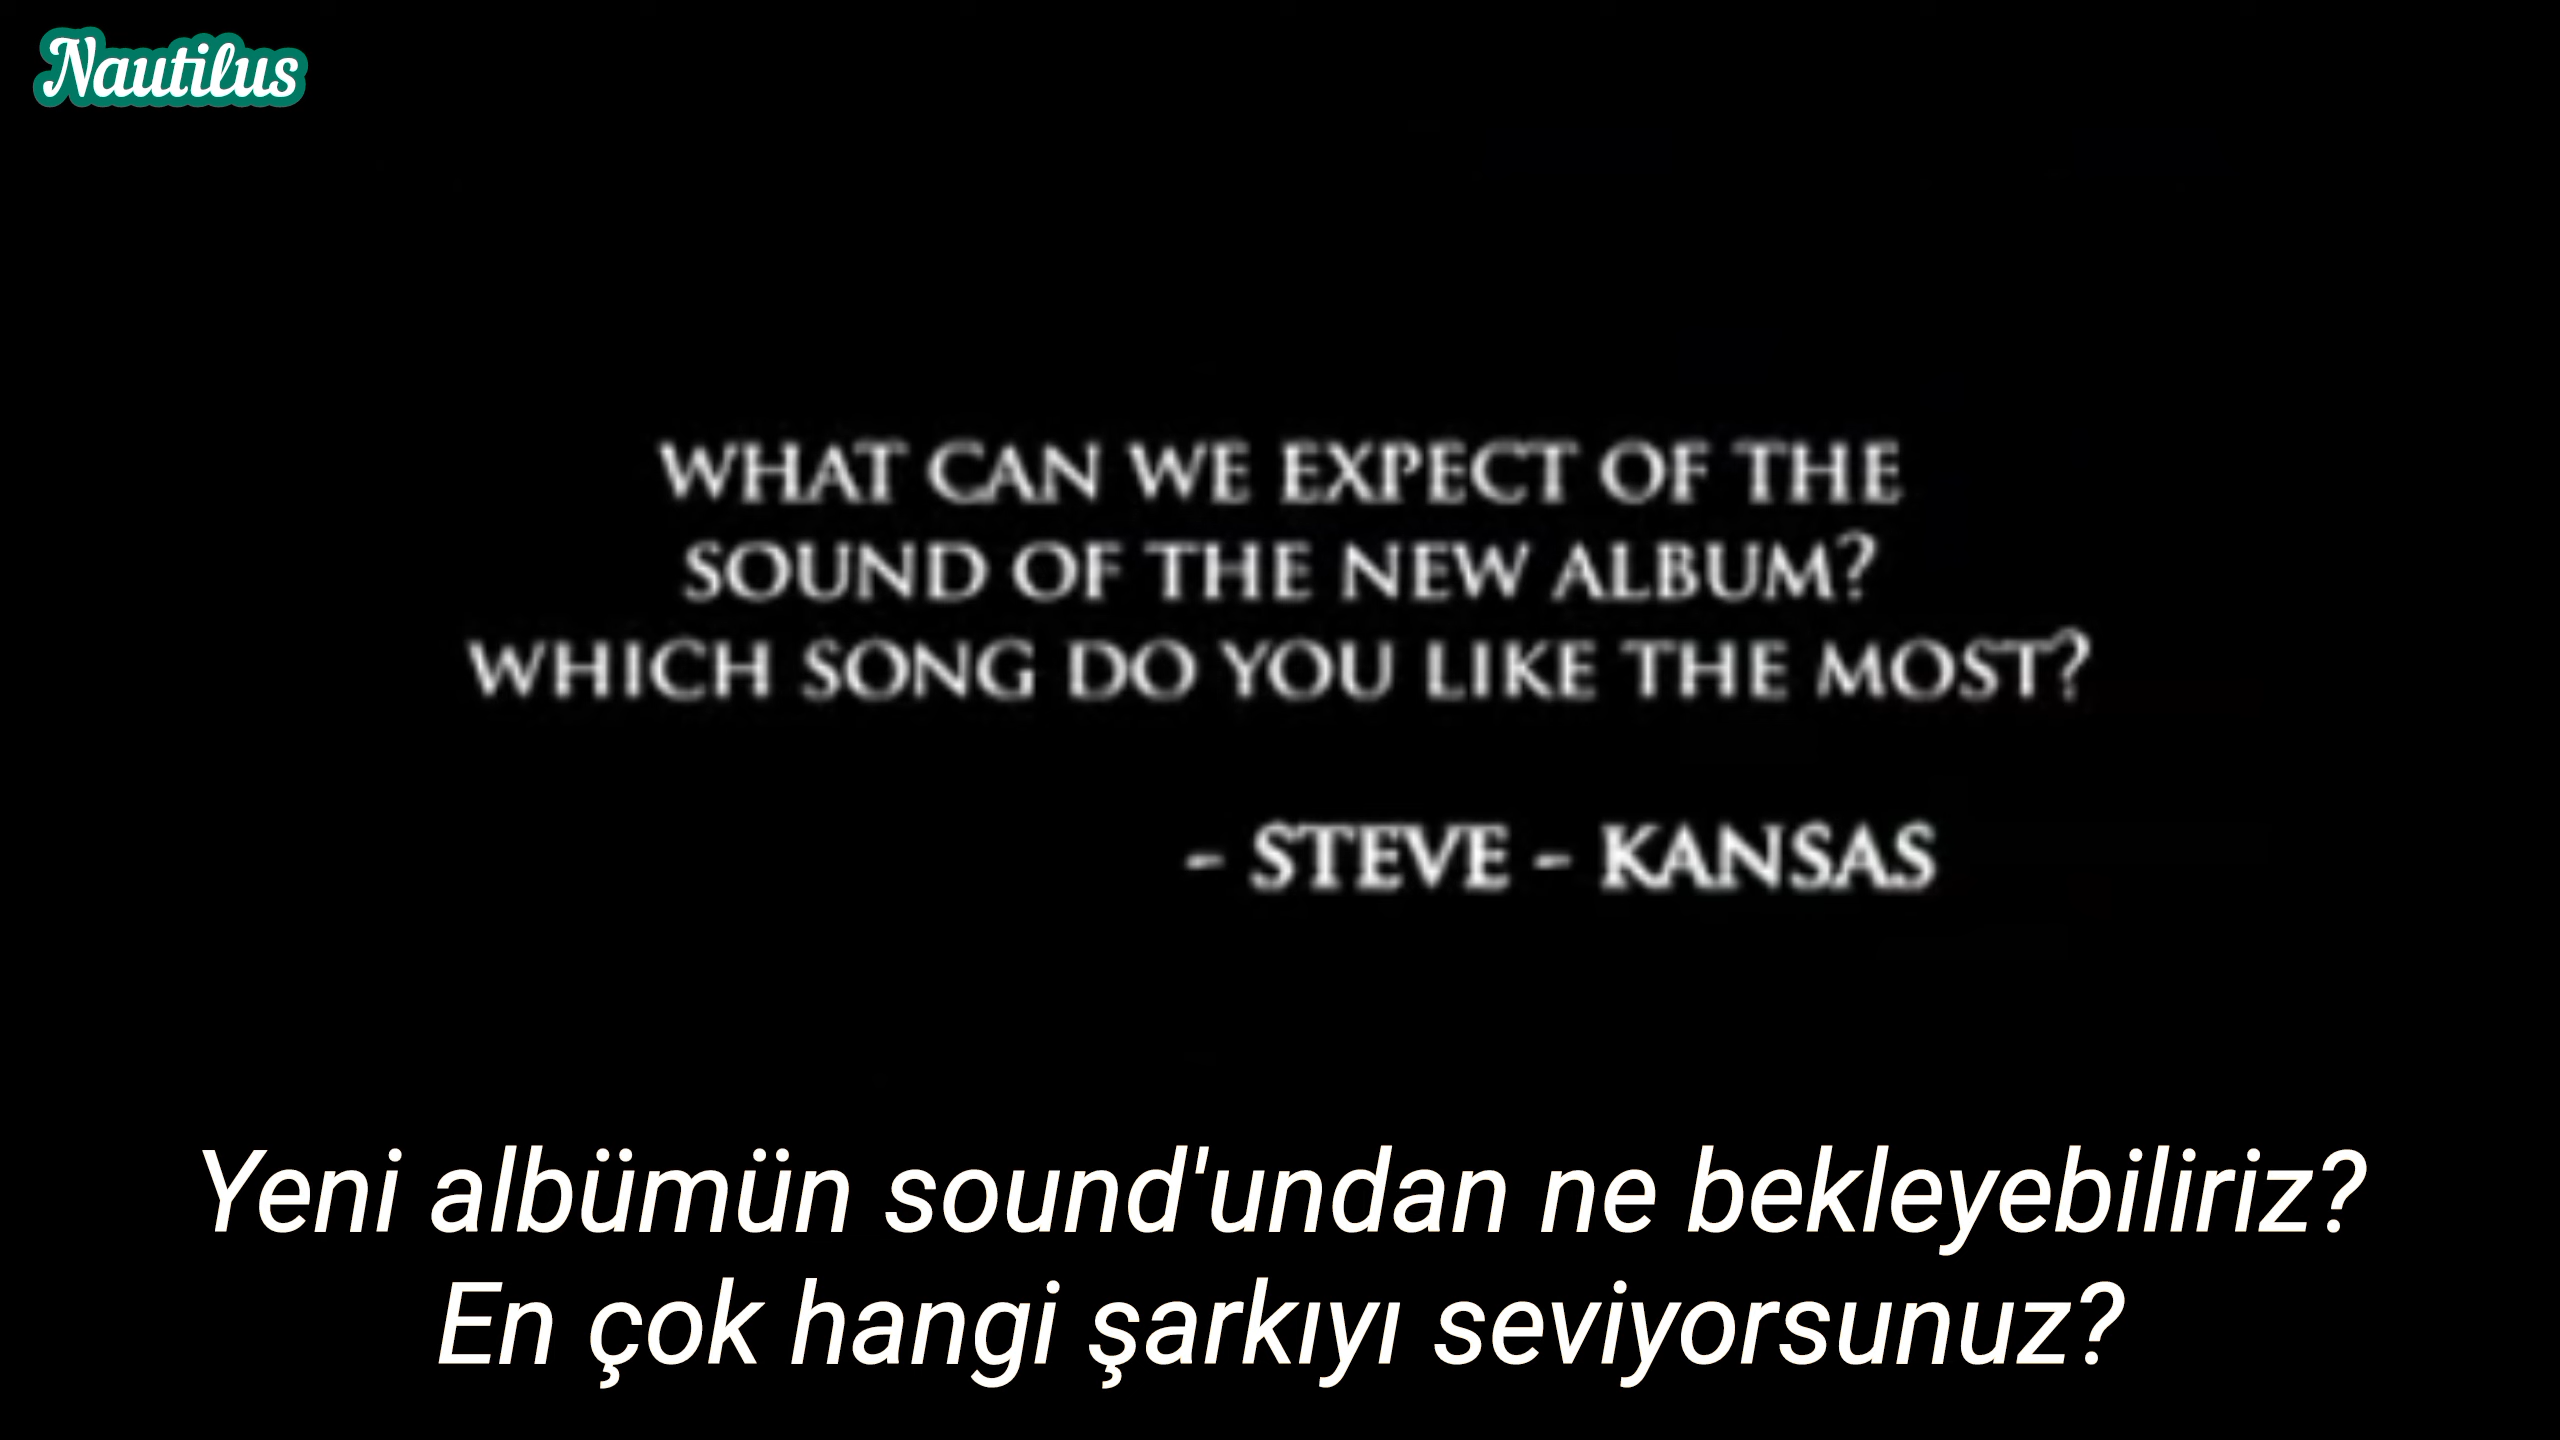 Nautilus
WHAT CAN WE EXPECT OF THE
SOUND OF THE NEW ALBUM?
WHICH SONG DO YOU LIKE THE MOST?
- STEVE - KANSAS
Yeni albümün sound'undan ne bekleyebiliriz?
En çok hangi şarkıyı seviyorsunuz?